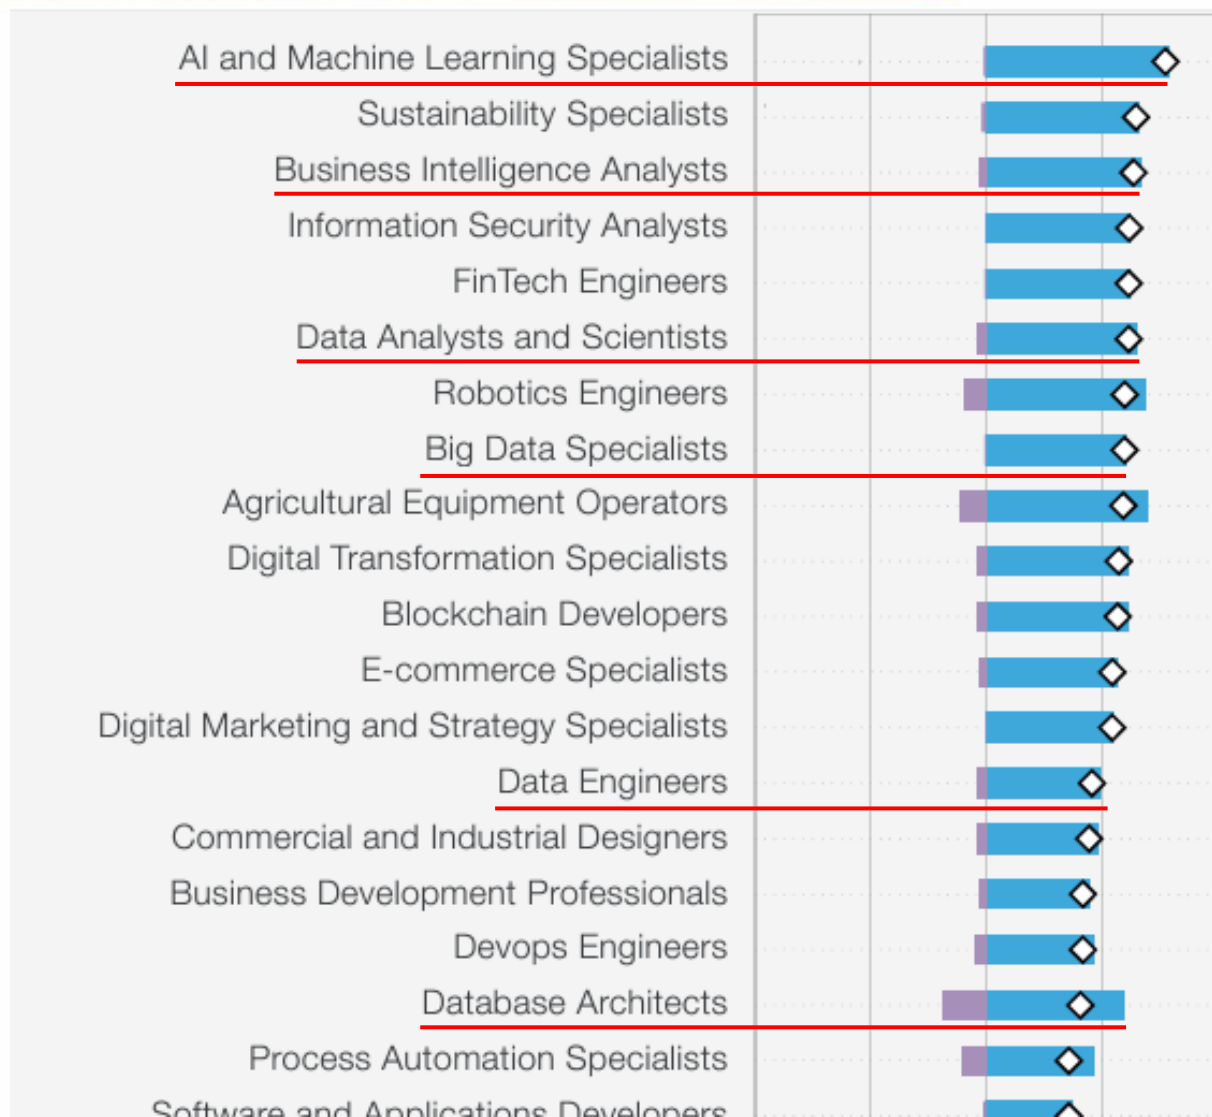 AI and Machine Learning Specialists
Sustainability Specialists
Business Intelligence Analysts
Information Security Analysts
FinTech Engineers
Data Analysts and Scientists
Robotics Engineers
Big Data Specialists
Agricultural Equipment Operators
Digital Transformation Specialists
Blockchain Developers
E-commerce Specialists
Digital Marketing and Strategy Specialists
Data Engineers
Commercial and Industrial Designers
Business Development Professionals
Devops Engineers
Database Architects
Process Automation Specialists
Software and Applications Developers